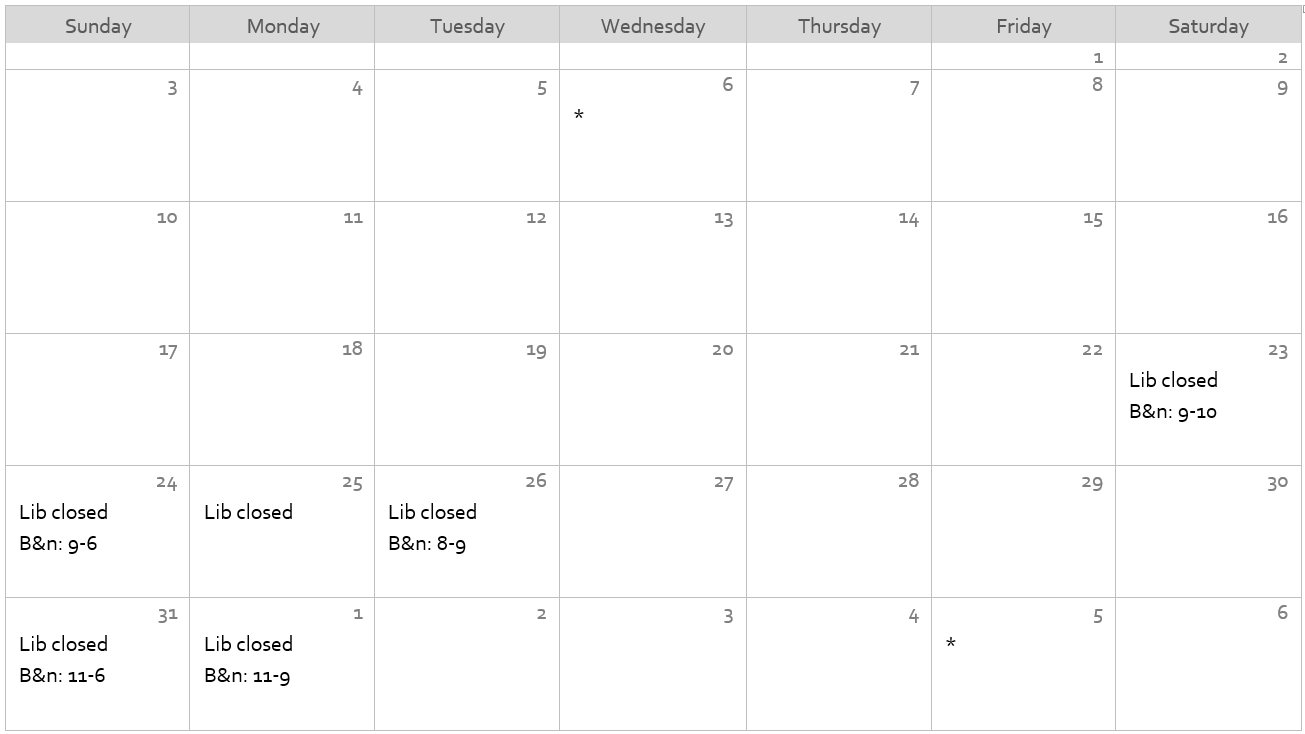 Sunday Monday Tuesday Wednesday Thursday Friday Saturday
1 2
3 4 5 6 7 8 9
*
10 11 12 13 14 15 16
17 18 19 20 21 22 23
Lib closed
B&n: 9-10
24 25 26 27 28 29 30
Lib closed Lib closed Lib closed
B&n: 9-6 B&n: 8-9
31 1 2 3 4 5 6
Lib closed Lib closed *
B&n: 11-6 B&n: 11-9